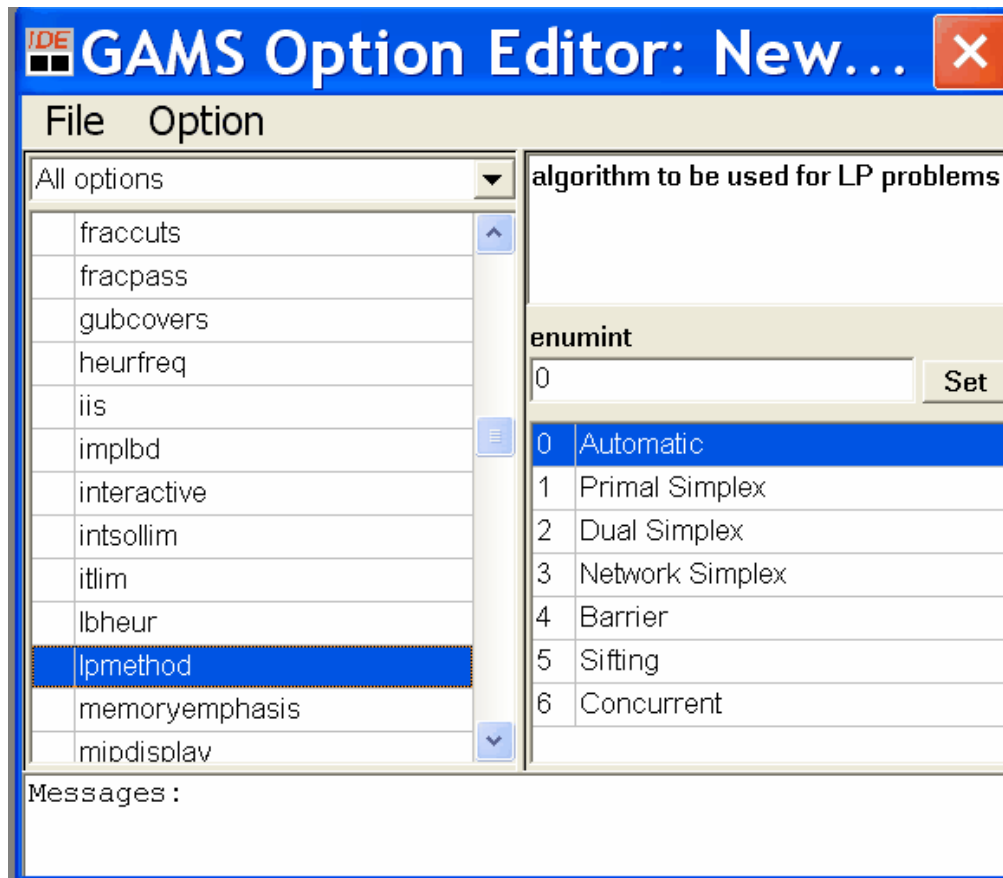 IDE GAMS Option Editor: New...
File Option
All options
fraccuts
fracpass
gubcovers
heurfreq
iis
implbd
interactive
intsollim
itlim
lbheur
lpmethod
memoryemphasis
mipdisplay
algorithm to be used for LP problems
enumint
0 Set
0 Automatic
1 Primal Simplex
2 Dual Simplex
3 Network Simplex
4 Barrier
5 Sifting
6 Concurrent
Messages: